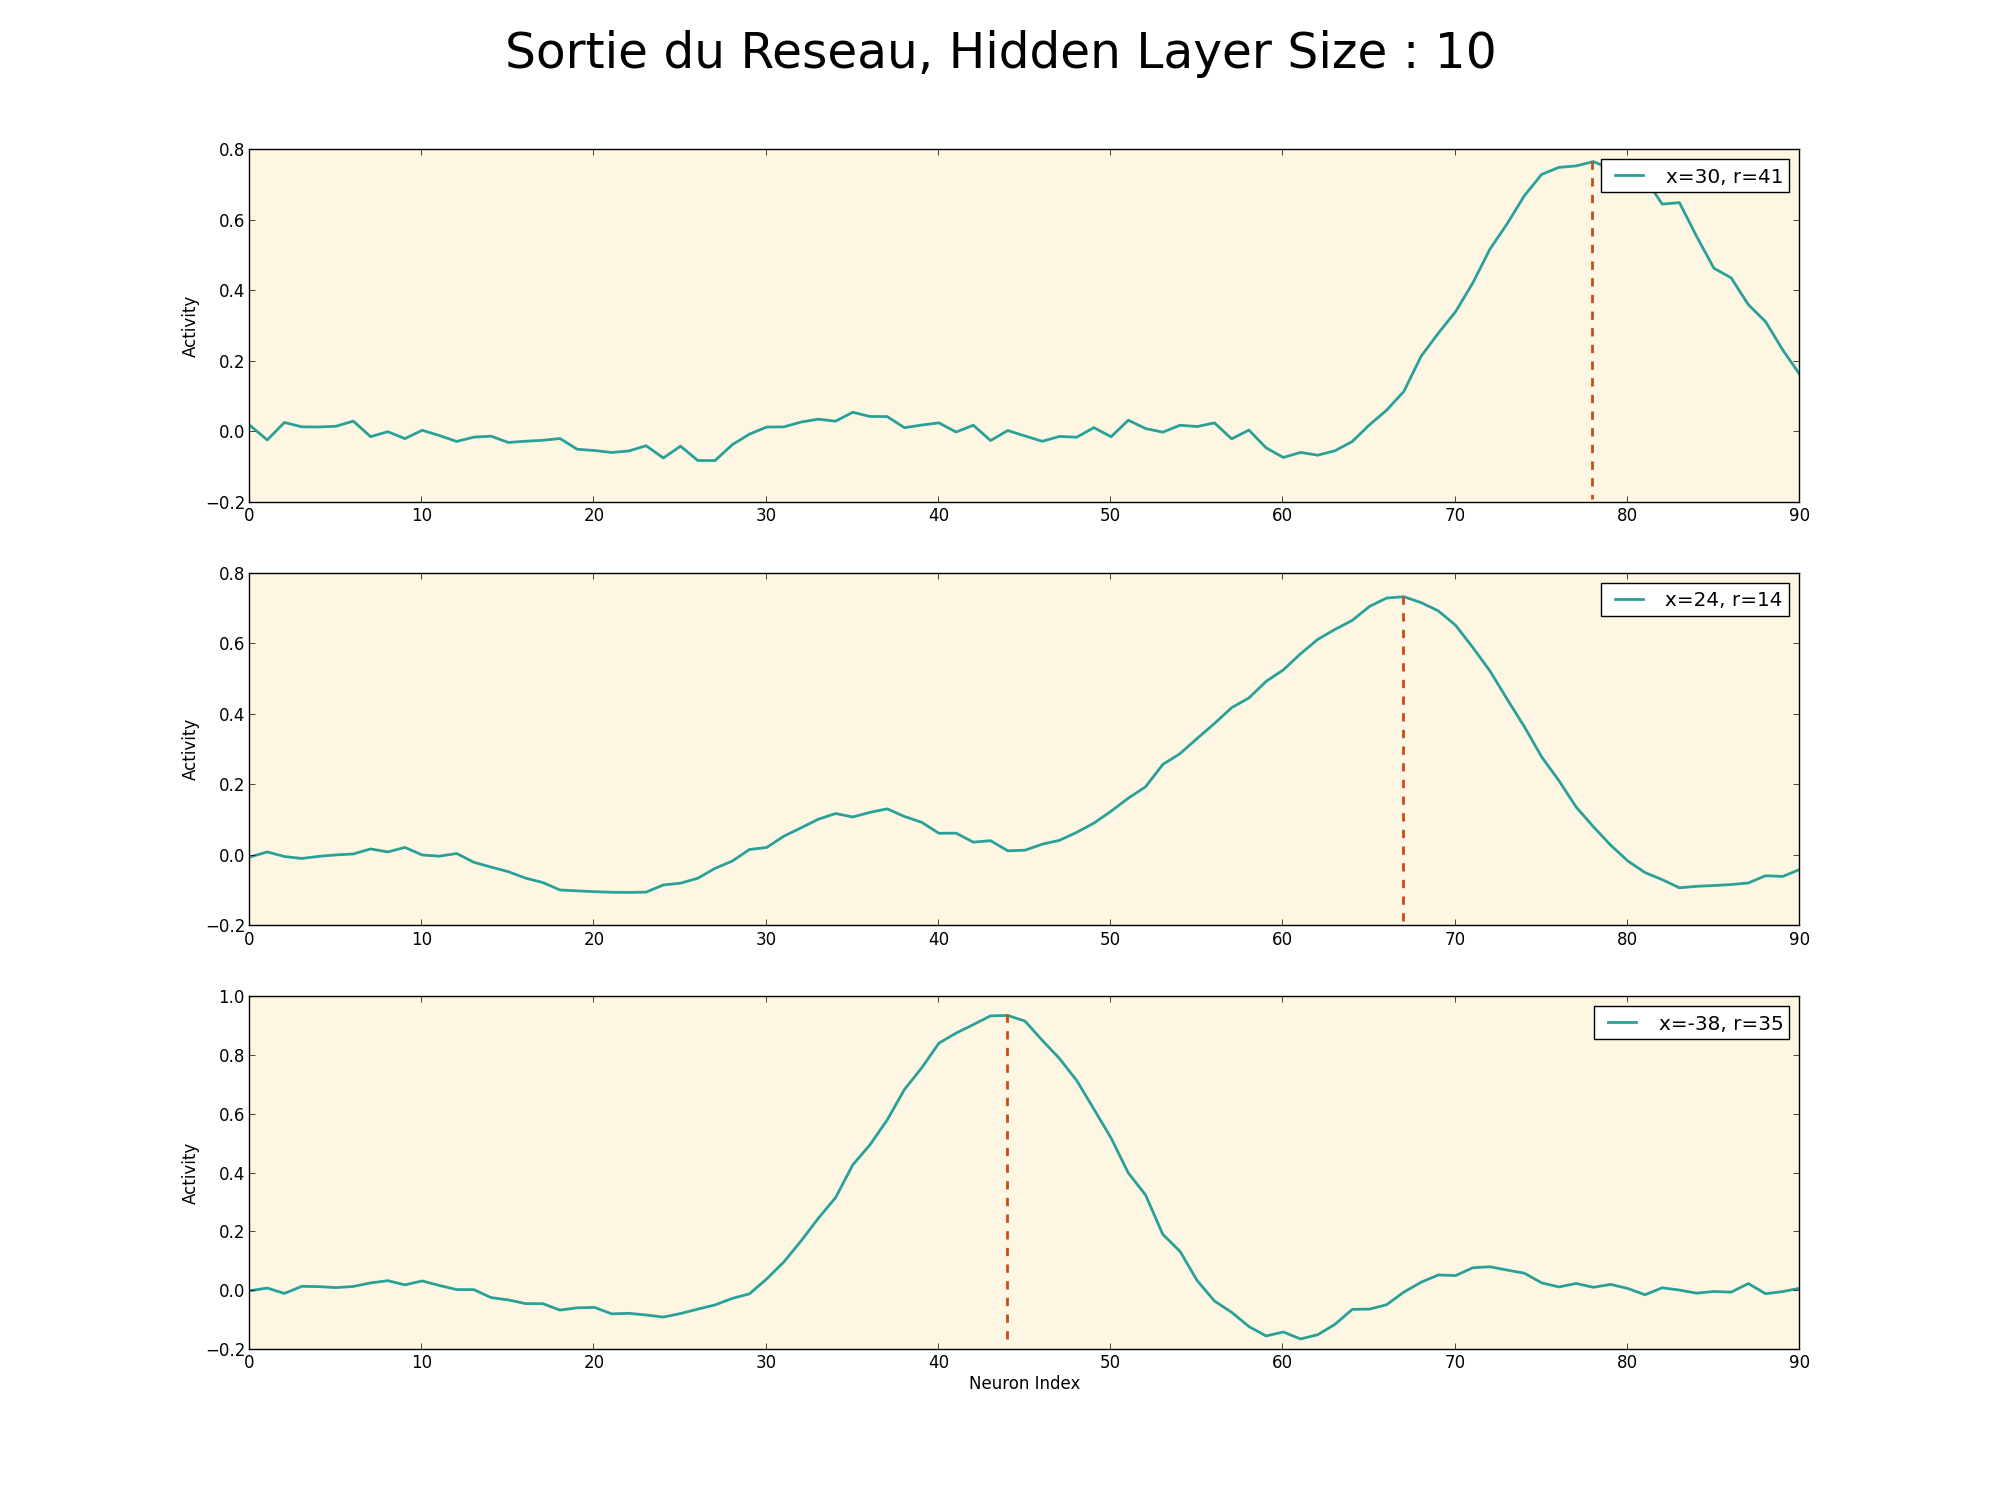 Sortie du Reseau, Hidden Layer Size : 10
0.8
0.6
0.4
0.2
0.0
−0.2
Activity
x=30, r=41
0 10 20 30 40 50 60 70 80 90
0.8
0.6
0.4
0.2
0.0
−0.2
Activity
x=24, r=14
0 10 20 30 40 50 60 70 80 90
1.0
0.8
0.6
0.4
0.2
0.0
−0.2
Activity
x=-38, r=35
0 10 20 30 40 50 60 70 80 90
Neuron Index